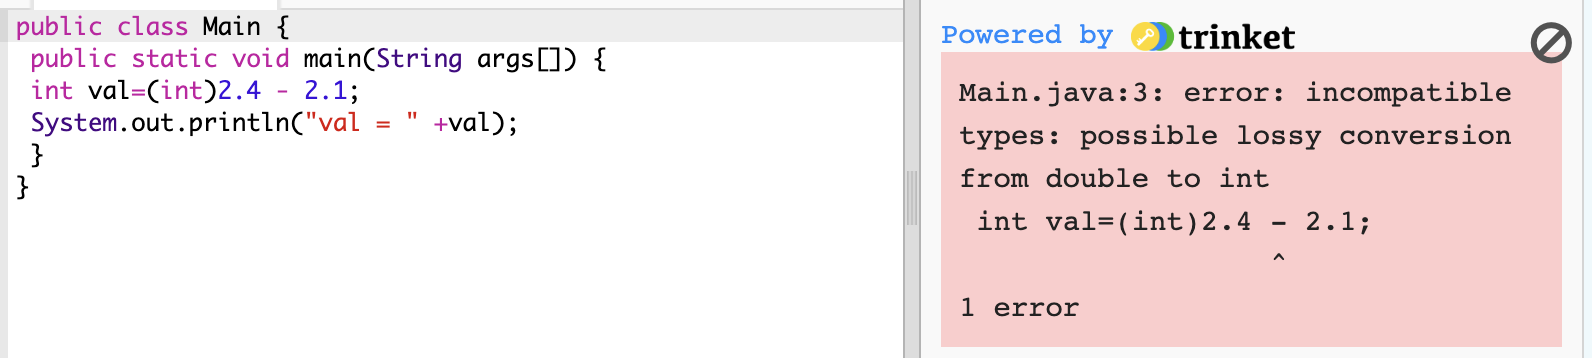 public class Main {
public static void main(String args[]) {
int val=(int)2.4 - 2.1;
System.out.println("val = " +val);
}
}
Powered by trinket
Main.java:3: error: incompatible
types: possible lossy conversion
from double to int
int val=(int)2.4 - 2.1;
^
1 error